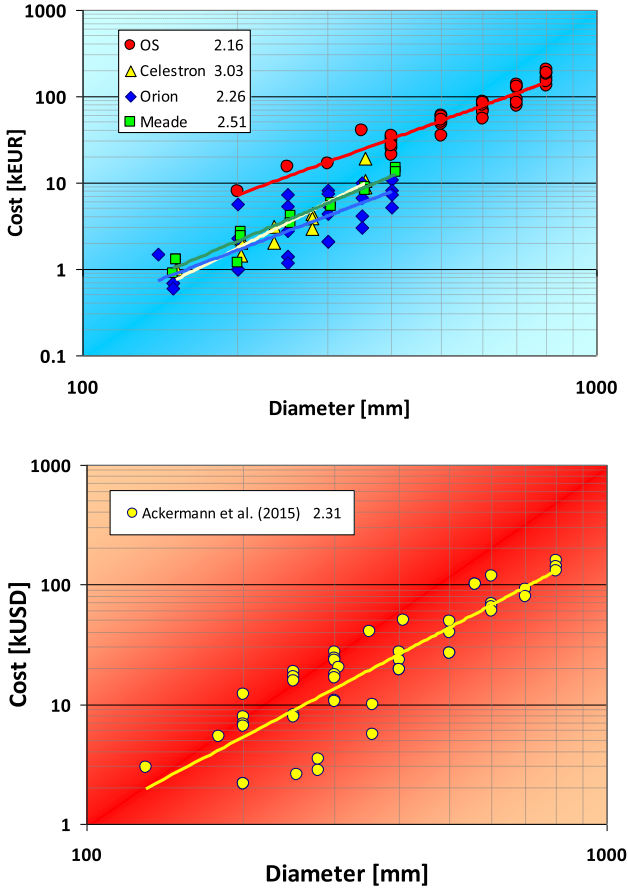 1000
OS 2.16
Celestron 3.03
Orion 2.26
Meade 2.51
100
Cost [kEUR]
10
1
0.1
100 1000
Diameter [mm]
1000
Ackermann et al. (2015) 2.31
100
Cost [kUSD]
10
1
100 1000
Diameter [mm]